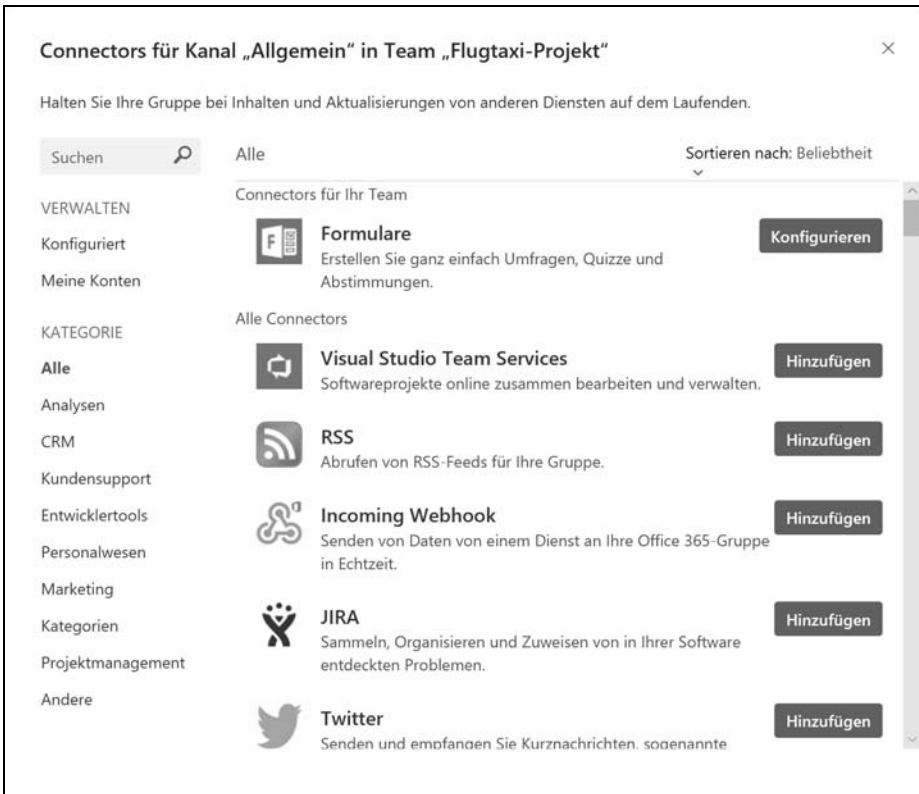 Connectors für Kanal „Allgemein“ in Team „Flugtaxi-Projekt“
Halten Sie Ihre Gruppe bei Inhalten und Aktualisierungen von anderen Diensten auf dem Laufenden.
Suchen
VERWALTEN
Konfiguriert
Meine Konten
KATEGORIE
Alle
Analysen
CRM
Kundensupport
Entwicklertools
Personalwesen
Marketing
Kategorien
Projektmanagement
Andere
Alle
Sortieren nach: Beliebtheit
Connectors für Ihr Team
F
Formulare
Erstellen Sie ganz einfach Umfragen, Quizze und
Abstimmungen.
Konfigurieren
Alle Connectors
Visual Studio Team Services
Softwareprojekte online zusammen bearbeiten und verwalten.
Hinzufügen
RSS
Abrufen von RSS-Feeds für Ihre Gruppe.
Hinzufügen
Incoming Webhook
Senden von Daten von einem Dienst an Ihre Office 365-Gruppe
in Echtzeit.
Hinzufügen
JIRA
Sammeln, Organisieren und Zuweisen von in Ihrer Software
entdeckten Problemen.
Hinzufügen
Twitter
Senden und empfangen Sie Kurznachrichten, sogenannte
Hinzufügen